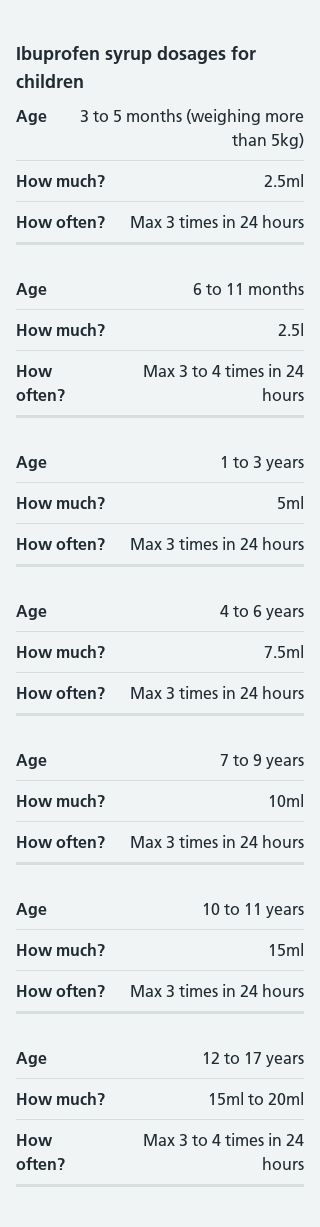 Ibuprofen syrup dosages for
children
Age 3 to 5 months (weighing more
than 5kg)
How much? 2.5ml
How often? Max 3 times in 24 hours
Age 6 to 11 months
How much? 2.5l
How Max 3 to 4 times in 24
often? hours
Age 1 to 3 years
How much? 5ml
How often? Max 3 times in 24 hours
Age 4 to 6 years
How much? 7.5ml
How often? Max 3 times in 24 hours
Age 7 to 9 years
How much? 10ml
How often? Max 3 times in 24 hours
Age 10 to 11 years
How much? 15ml
How often? Max 3 times in 24 hours
Age 12 to 17 years
How much? 15ml to 20ml
How Max 3 to 4 times in 24
often? hours